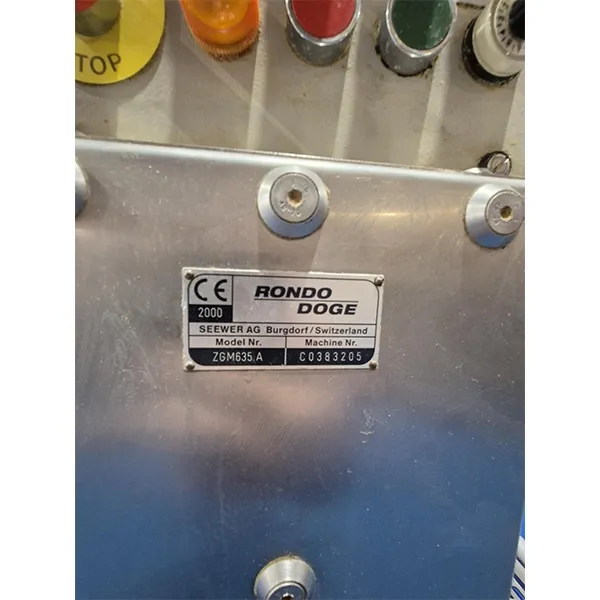 TOP
CE
2000
RONDO
DOGE
SEEWER AG Burgdorf/Switzerland
Model Nr.
Machine Nr.
ZGM635.A
C0383205